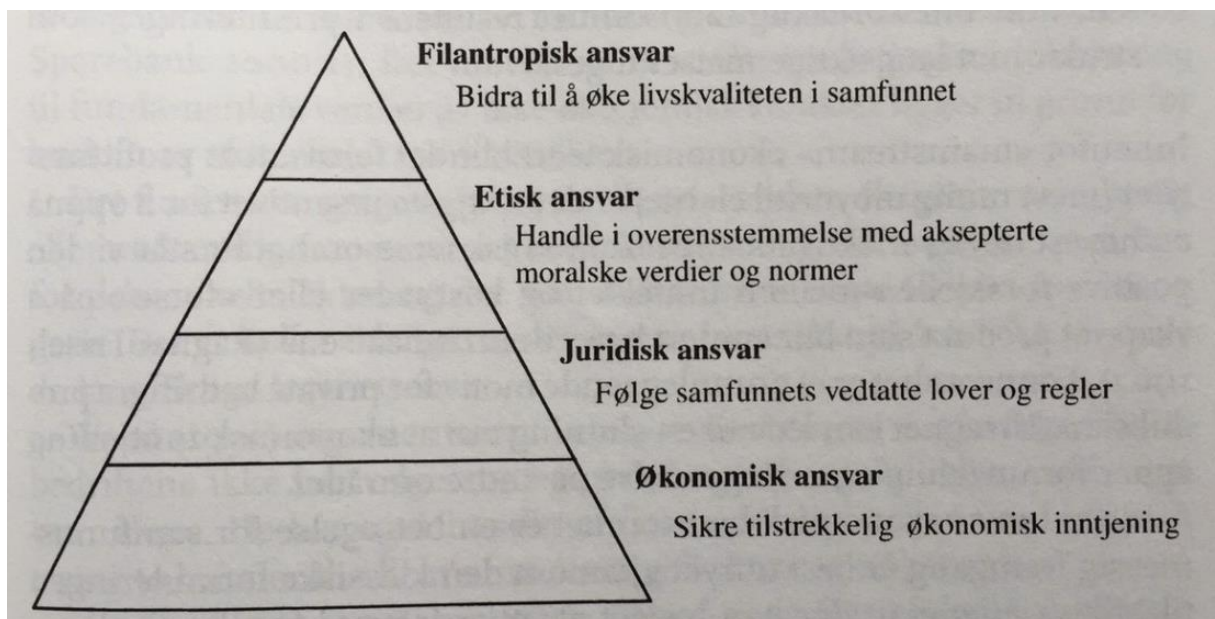 Filantropisk ansvar
Bidra til å øke livskvaliteten i samfunnet
Etisk ansvar
Handle i overensstemmelse med aksepterte
moralske verdier og normer
Juridisk ansvar
Følge samfunnets vedtatte lover og regler
Økonomisk ansvar
Sikre tilstrekkelig økonomisk inntjening